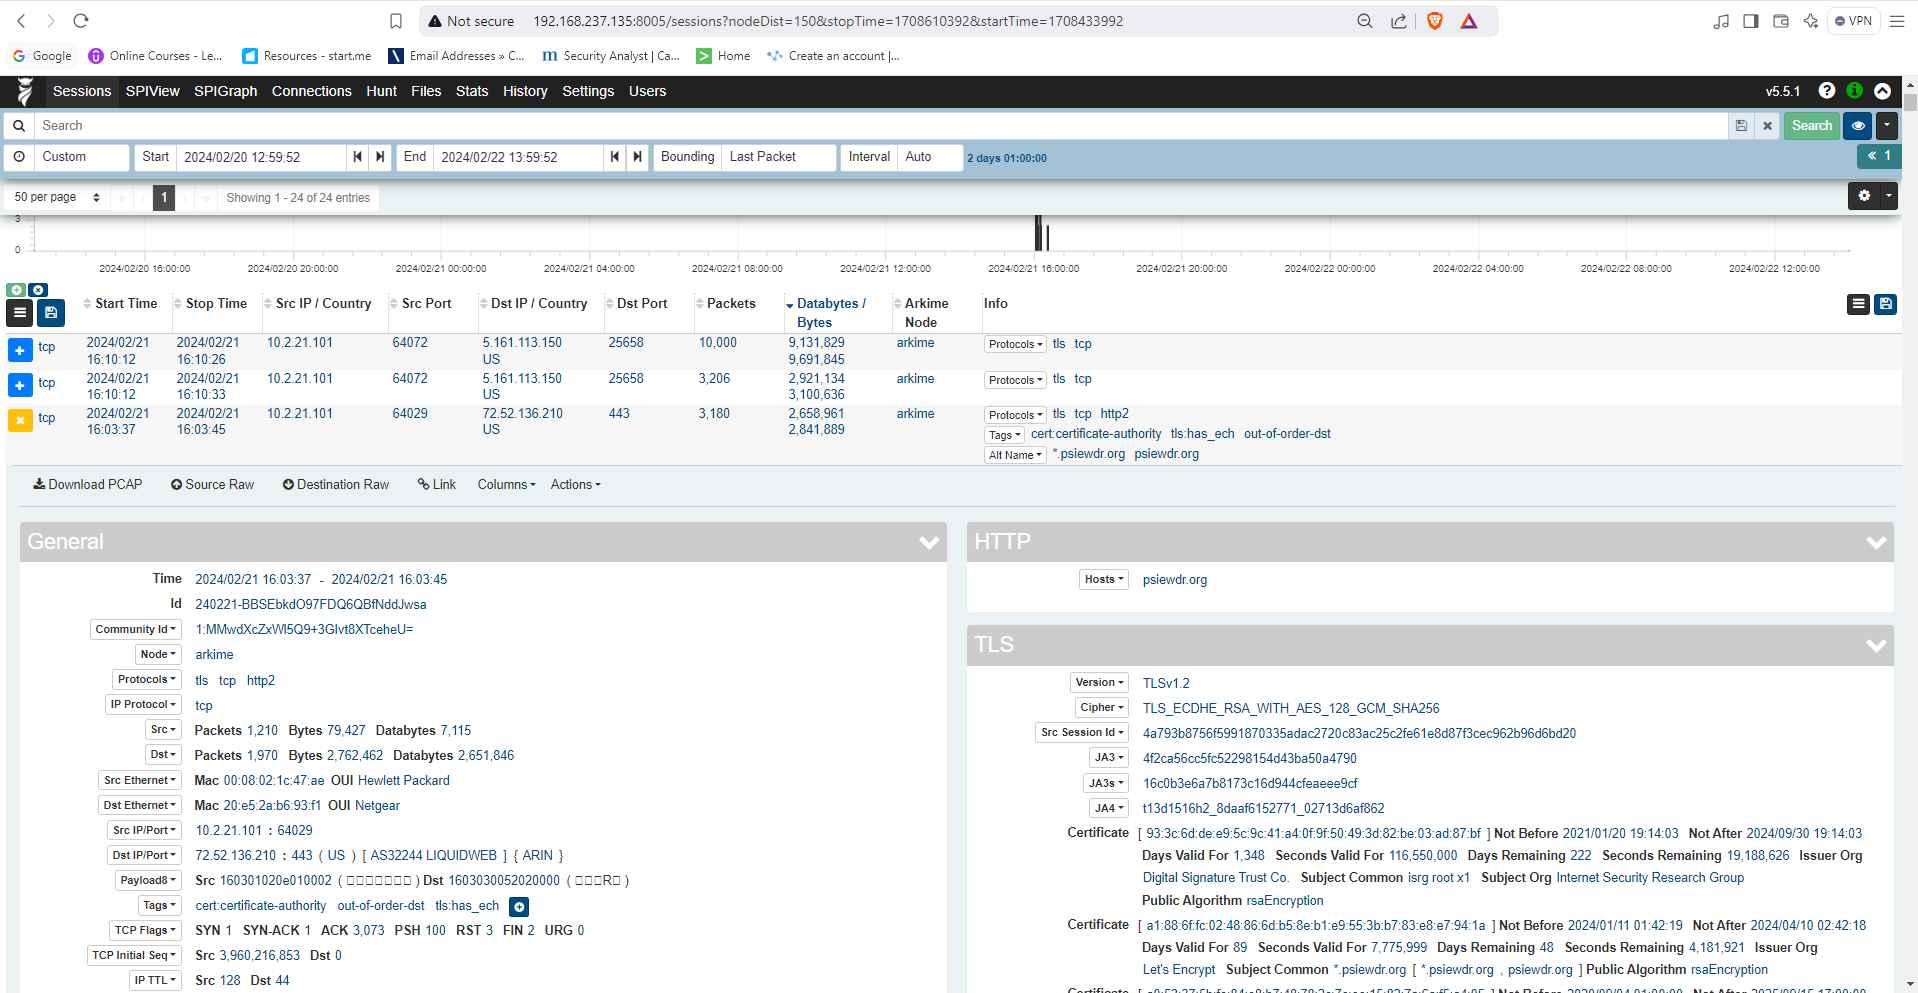 Not secure 192.168.237.135:8005/sessions?nodeDist=150&stopTime=1708610392&startTime=1708433992 VPN
Google Online Courses - Le... Resources - start.me Email Addresses » C... Security Analyst | Ca... Home Create an account |...
Sessions SPIView SPIGraph Connections Hunt Files Stats History Settings Users v5.5.1
Search Search
Custom Start 2024/02/20 12:59:52 End 2024/02/22 13:59:52 Bounding Last Packet Interval Auto 2 days 01:00:00 « 1
50 per page « ‹ 1 › » Showing 1 - 24 of 24 entries
3
0
2024/02/20 16:00:00 2024/02/20 20:00:00 2024/02/21 00:00:00 2024/02/21 04:00:00 2024/02/21 08:00:00 2024/02/21 12:00:00 2024/02/21 16:00:00 2024/02/21 20:00:00 2024/02/22 00:00:00 2024/02/22 04:00:00 2024/02/22 08:00:00 2024/02/22 12:00:00
Start Time Stop Time Src IP / Country Src Port Dst IP / Country Dst Port Packets Databytes / Bytes Arkime Node Info
tcp 2024/02/21 16:10:12 2024/02/21 16:10:26 10.2.21.101 64072 5.161.113.150 US 25658 10,000 9,131,829 9,691,845 arkime Protocols tls tcp
tcp 2024/02/21 16:10:12 2024/02/21 16:10:33 10.2.21.101 64072 5.161.113.150 US 25658 3,206 2,921,134 3,100,636 arkime Protocols tls tcp
tcp 2024/02/21 16:03:37 2024/02/21 16:03:45 10.2.21.101 64029 72.52.136.210 US 443 3,180 2,658,961 2,841,889 arkime Protocols tls tcp http2
Tags cert:certificate-authority tls:has_ech out-of-order-dst
Alt Name *.psiewdr.org psiewdr.org
Download PCAP Source Raw Destination Raw Link Columns Actions
General
Time 2024/02/21 16:03:37 - 2024/02/21 16:03:45
Id 240221-BBSEbkdO97FDQ6QBfNddJwsa
Community Id 1:MMwdXcZxWl5Q9+3GIvt8XTceheU=
Node arkime
Protocols tls tcp http2
IP Protocol tcp
Src Packets 1,210 Bytes 79,427 Databytes 7,115
Dst Packets 1,970 Bytes 2,762,462 Databytes 2,651,846
Src Ethernet Mac 00:08:02:1c:47:ae OUI Hewlett Packard
Dst Ethernet Mac 20:e5:2a:b6:93:f1 OUI Netgear
Src IP/Port 10.2.21.101 : 64029
Dst IP/Port 72.52.136.210 : 443 ( US ) [ AS32244 LIQUIDWEB ] { ARIN }
Payload8 Src 160301020e010002 ( □□□□□□□ ) Dst 1603030052020000 ( □□□R□ )
Tags cert:certificate-authority out-of-order-dst tls:has_ech
TCP Flags SYN 1 SYN-ACK 1 ACK 3,073 PSH 100 RST 3 FIN 2 URG 0
TCP Initial Seq Src 3,960,216,853 Dst 0
IP TTL Src 128 Dst 44
HTTP
Hosts psiewdr.org
TLS
Version TLSv1.2
Cipher TLS_ECDHE_RSA_WITH_AES_128_GCM_SHA256
Src Session Id 4a793b8756f5991870335adac2720c83ac25c2fe61e8d87f3cec962b96d6bd20
JA3 4f2ca56cc5fc52298154d43ba50a4790
JA3s 16c0b3e6a7b8173c16d944cfeaeee9cf
JA4 t13d1516h2_8daaf6152771_02713d6af862
Certificate [ 93:3c:6d:de:e9:5c:9c:41:a4:0f:9f:50:49:3d:82:be:03:ad:87:bf ] Not Before 2021/01/20 19:14:03 Not After 2024/09/30 19:14:03
Days Valid For 1,348 Seconds Valid For 116,550,000 Days Remaining 222 Seconds Remaining 19,188,626 Issuer Org
Digital Signature Trust Co. Subject Common isrg root x1 Subject Org Internet Security Research Group
Public Algorithm rsaEncryption
Certificate [ a1:88:6f:fc:02:48:86:6d:b5:8e:b1:e9:55:3b:b7:83:e8:e7:94:1a ] Not Before 2024/01/11 01:42:19 Not After 2024/04/10 02:42:18
Days Valid For 89 Seconds Valid For 7,775,999 Days Remaining 48 Seconds Remaining 4,181,921 Issuer Org
Let's Encrypt Subject Common *.psiewdr.org [ *.psiewdr.org , psiewdr.org ] Public Algorithm rsaEncryption